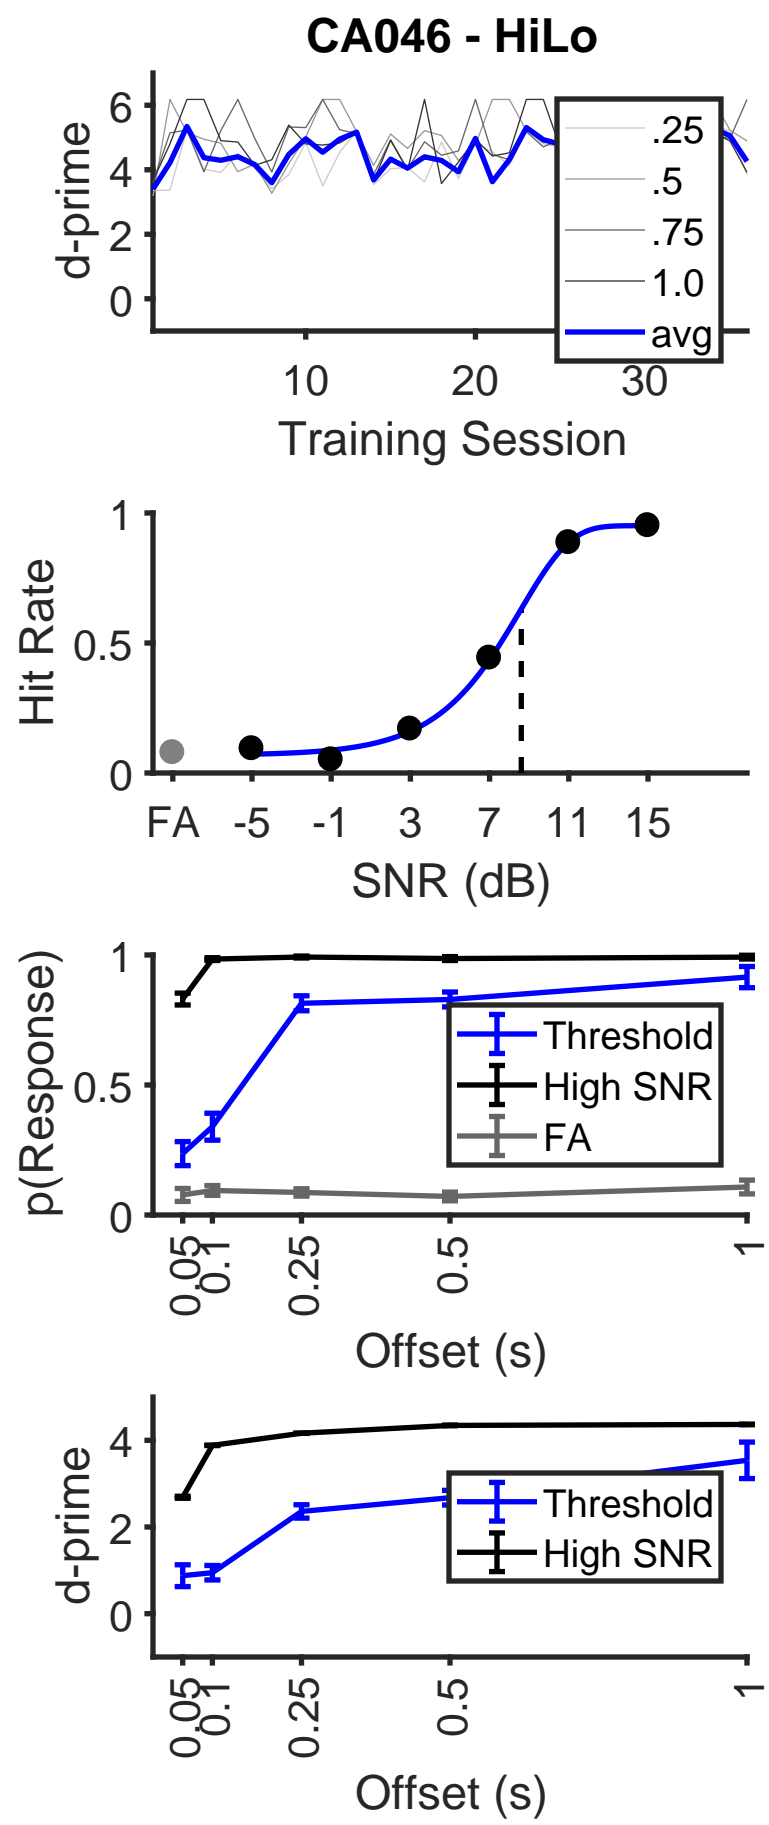 CA046 - HiLo
d-prime
6
4
2
0
.25
.5
.75
1.0
avg
10 20 30
Training Session
Hit Rate
1
0.5
0
FA -5 -1 3 7 11 15
SNR (dB)
p(Response)
1
0.5
0
Threshold
High SNR
FA
0.05 0.1 0.25 0.5 1
Offset (s)
d-prime
4
2
0
Threshold
High SNR
0.05 0.1 0.25 0.5 1
Offset (s)